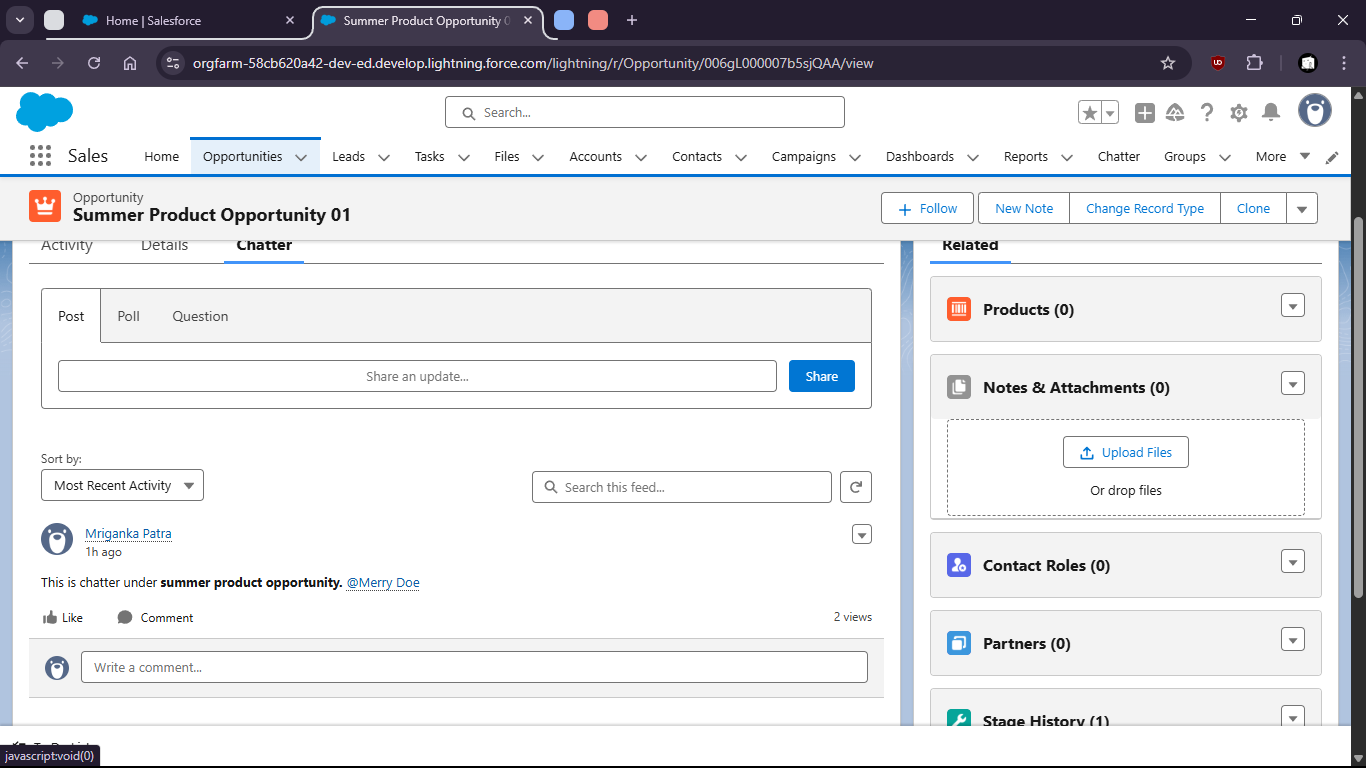 Home | Salesforce
Summer Product Opportunity 0
orgfarm-58cb620a42-dev-ed.develop.lightning.force.com/lightning/r/Opportunity/006gL000007b5sjQAA/view
Search...
Sales
Home
Opportunities
Leads
Tasks
Files
Accounts
Contacts
Campaigns
Dashboards
Reports
Chatter
Groups
More
Opportunity
Summer Product Opportunity 01
Follow
New Note
Change Record Type
Clone
Activity
Details
Chatter
Post
Poll
Question
Share an update...
Share
Sort by:
Most Recent Activity
Search this feed...
Mriganka Patra
1h ago
This is chatter under summer product opportunity. @Merry Doe
Like
Comment
2 views
Write a comment...
Related
Products (0)
Notes & Attachments (0)
Upload Files
Or drop files
Contact Roles (0)
Partners (0)
Stage History (1)
javascript:void(0)